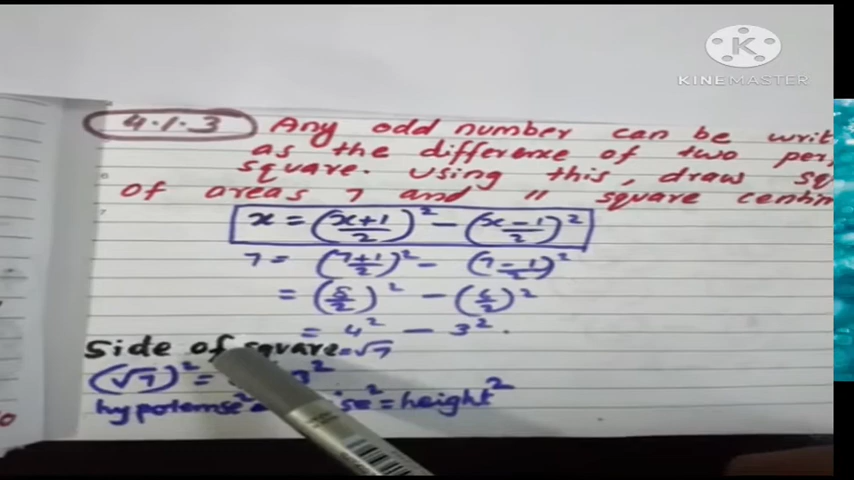 K
KINEMASTER
4.1.3 Any odd number can be writ
as the difference of two per
square. Using this, draw sq
of areas 7 and 11 square centim
x = (x+1/2)² - (x-1/2)²
7 = (7+1/2)² - (7-1/2)²
= (8/2)² - (6/2)²
= 4² - 3².
Side of square = √7
(√7)² = 3²
hypotenuse² = height²